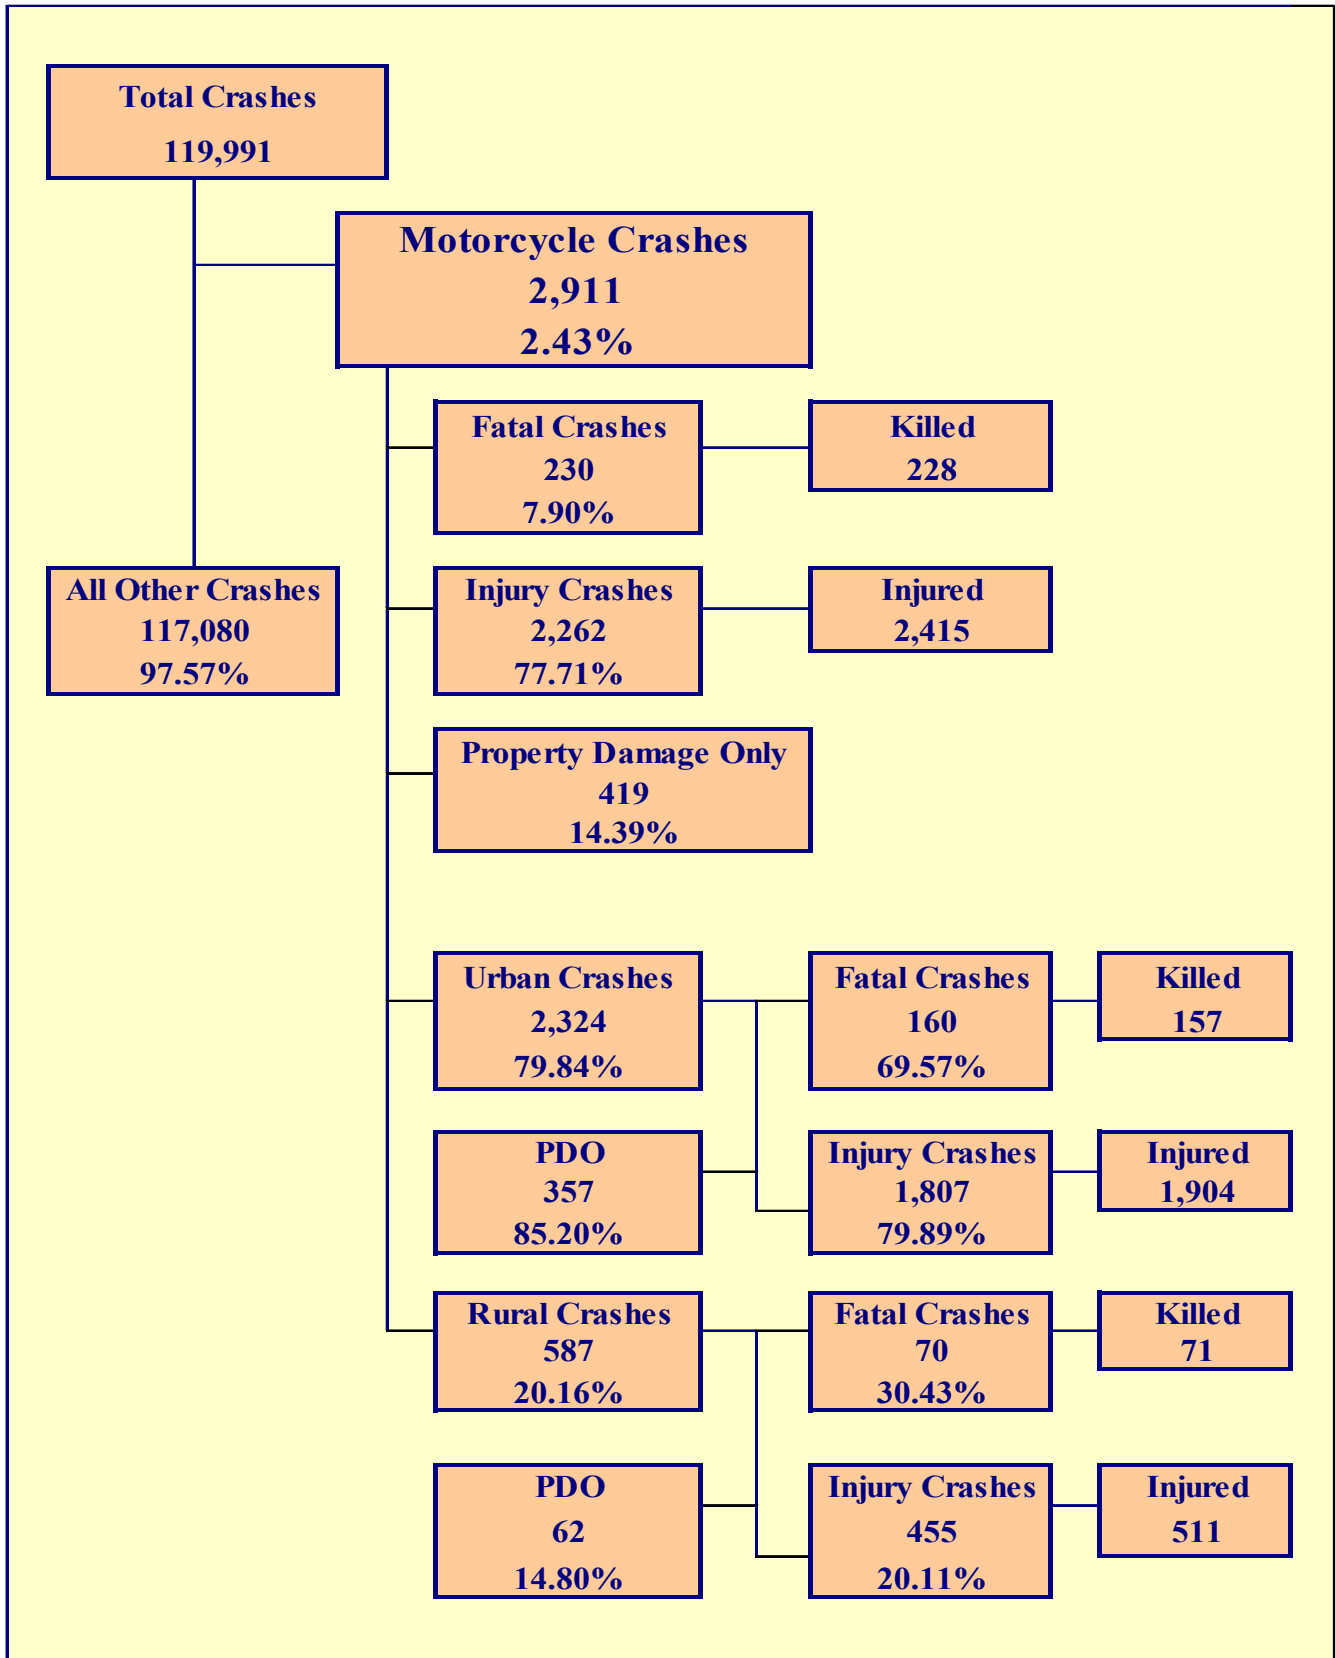 Total Crashes
119,991
Motorcycle Crashes
2,911
2.43%
Fatal Crashes
230
7.90%
Killed
228
All Other Crashes
117,080
97.57%
Injury Crashes
2,262
77.71%
Injured
2,415
Property Damage Only
419
14.39%
Urban Crashes
2,324
79.84%
Fatal Crashes
160
69.57%
Killed
157
PDO
357
85.20%
Injury Crashes
1,807
79.89%
Injured
1,904
Rural Crashes
587
20.16%
Fatal Crashes
70
30.43%
Killed
71
PDO
62
14.80%
Injury Crashes
455
20.11%
Injured
511